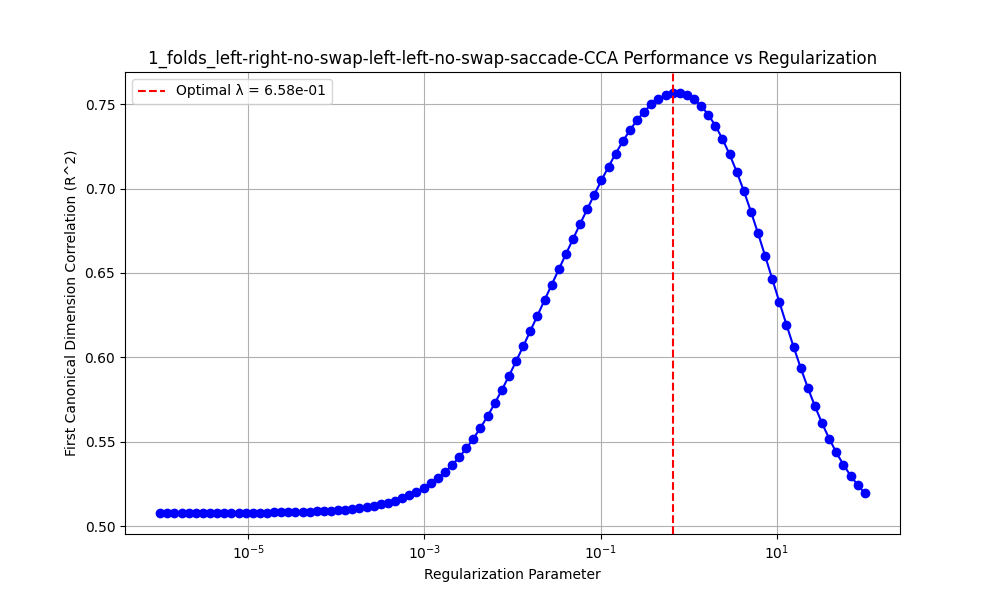 1_folds_left-right-no-swap-left-left-no-swap-saccade-CCA Performance vs Regularization
Optimal λ = 6.58e-01
First Canonical Dimension Correlation (R^2)
0.75
0.70
0.65
0.60
0.55
0.50
10^-5
10^-3
10^-1
10^1
Regularization Parameter